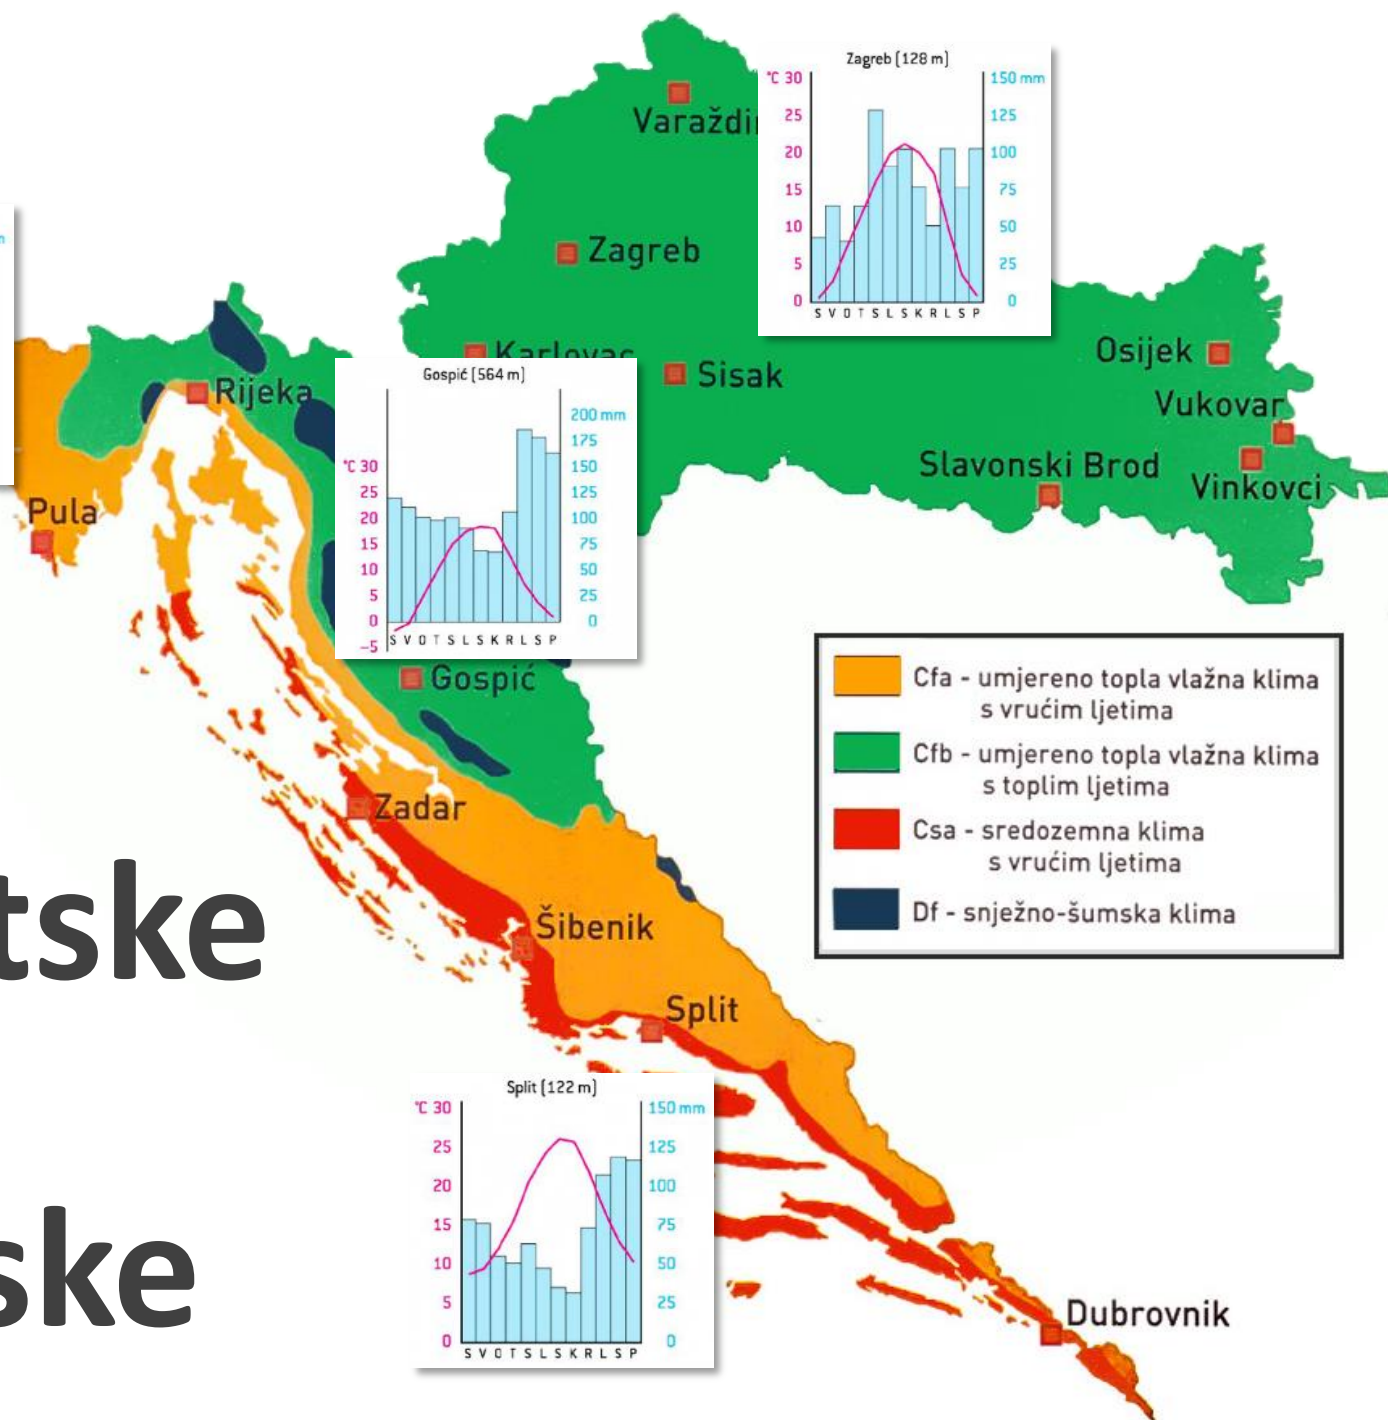 Zagreb (128 m)
°C 30
25
20
15
10
5
0
150 mm
125
100
75
50
25
0
S V O T S L S K R L S P
Varaždi
Zagreb
Karlovac
Sisak
Osijek
Vukovar
Vinkovci
Slavonski Brod
Rijeka
Pula
Gospić (564 m)
200 mm
175
150
125
100
75
50
25
0
°C 30
25
20
15
10
5
0
-5
S V O T S L S K R L S P
Gospić
Zadar
Šibenik
Split
Dubrovnik
Cfa - umjereno topla vlažna klima
s vrućim ljetima
Cfb - umjereno topla vlažna klima
s toplim ljetima
Csa - sredozemna klima
s vrućim ljetima
Df - snježno-šumska klima
tske
ske
Split (122 m)
°C 30
25
20
15
10
5
0
150 mm
125
100
75
50
25
0
S V O T S L S K R L S P